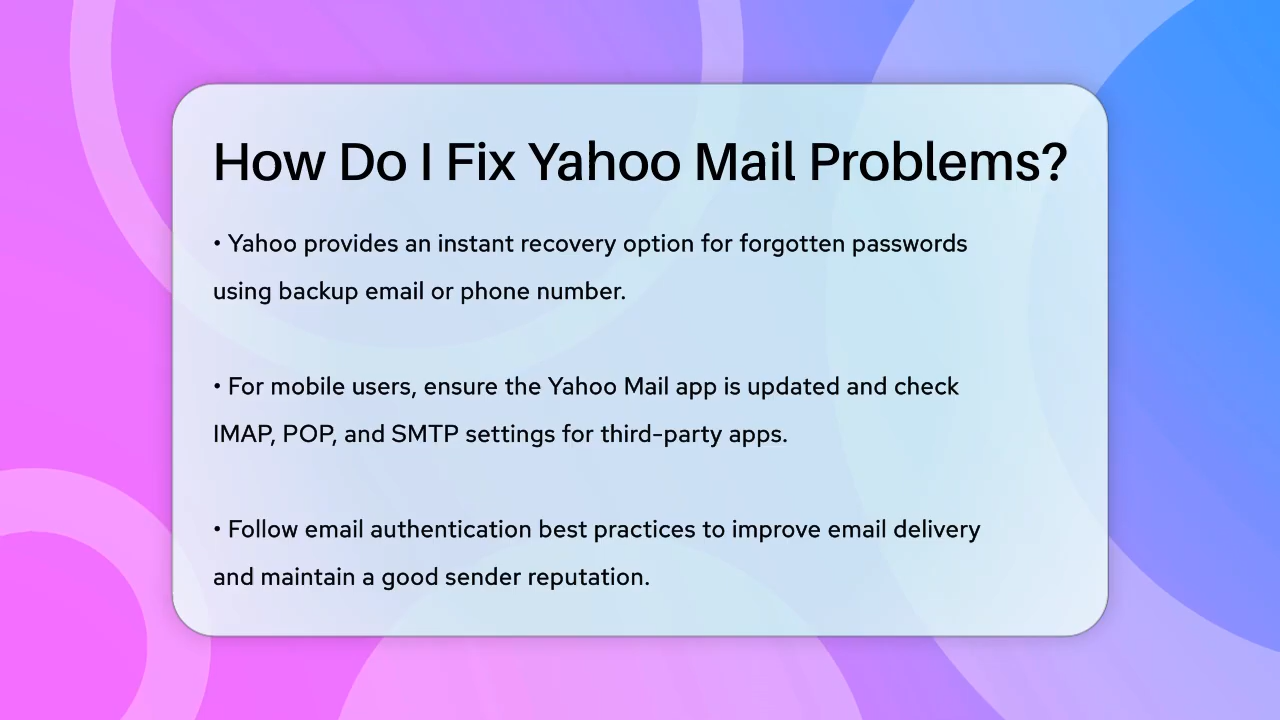 How Do I Fix Yahoo Mail Problems?
• Yahoo provides an instant recovery option for forgotten passwords
using backup email or phone number.
• For mobile users, ensure the Yahoo Mail app is updated and check
IMAP, POP, and SMTP settings for third-party apps.
• Follow email authentication best practices to improve email delivery
and maintain a good sender reputation.